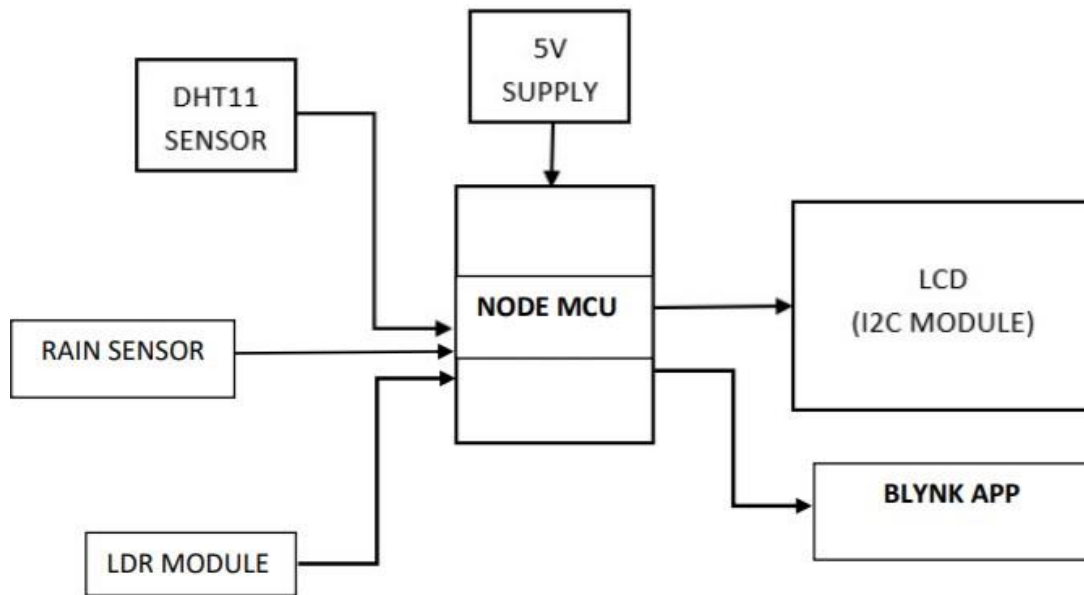 5V
SUPPLY
DHT11
SENSOR
NODE MCU
LCD
(I2C MODULE)
RAIN SENSOR
BLYNK APP
LDR MODULE